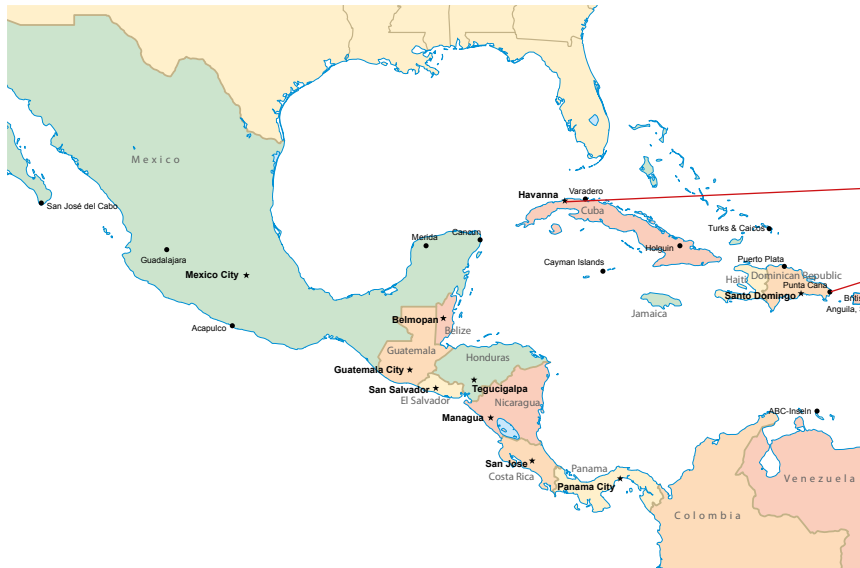 Mexico
Havanna
Varadero
San José del Cabo
Cuba
Turks & Caicos
Merida
Cancun
Holguin
Guadalajara
Cayman Islands
Puerto Plata
Mexico City
Haiti
Dominican Republic
Punta Cana
Santo Domingo
Britis
Anguilla,
Jamaica
Acapulco
Belmopan
Belize
Guatemala
Honduras
Guatemala City
San Salvador
Tegucigalpa
El Salvador
Nicaragua
Managua
ABC-Inseln
San Jose
Panama
Costa Rica
Panama City
Venezuela
Colombia